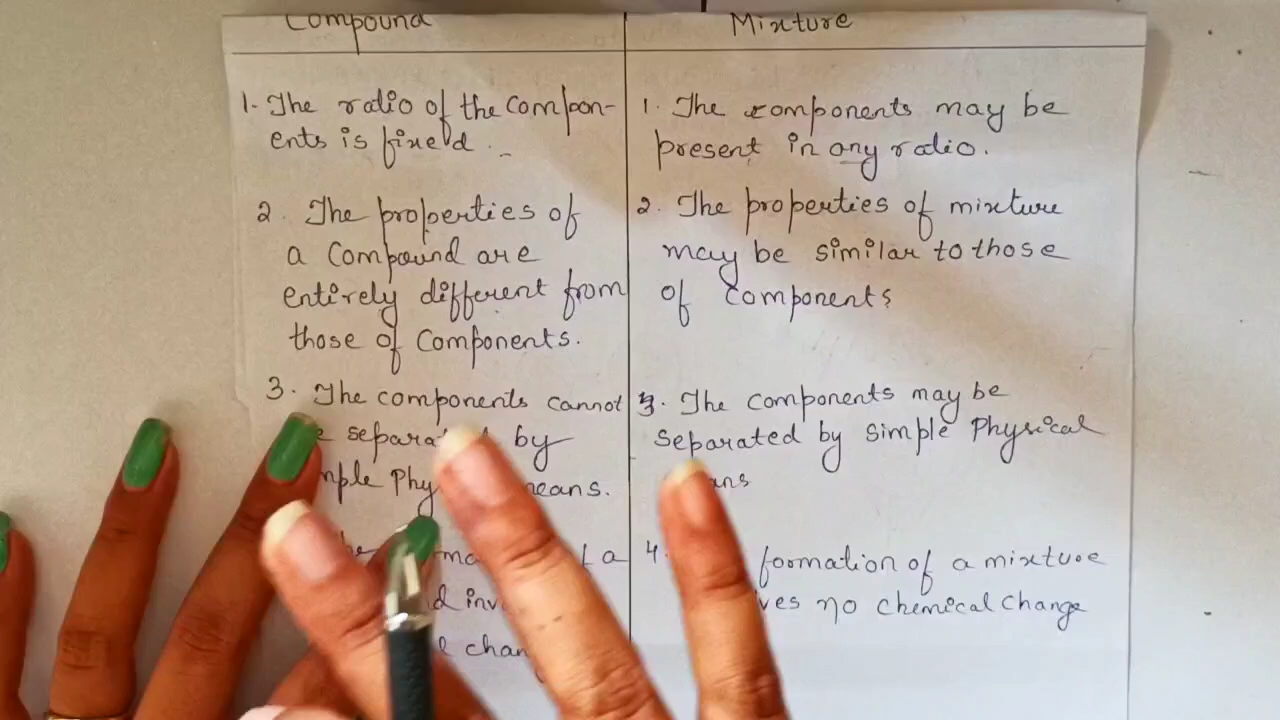 Compound
Mixture
1. The ratio of the compon-
ents is fixed.
2. The properties of
a Compound are
entirely different from
those of Components.
3. The components cannot
by
means.
a
1. The components may be
present in any ratio.
2. The properties of mixture
may be similar to those
of components
3. The components may be
separated by simple Physical
4. formation of a mixture
no chemical change